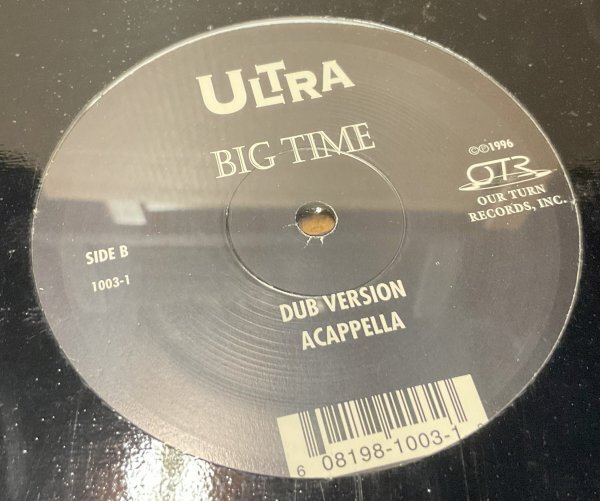 ULTRA
BIG TIME
©℗1996
OTR
OUR TURN
RECORDS, INC.
SIDE B
1003-1
DUB VERSION
ACAPPELLA
6 08198-1003-1